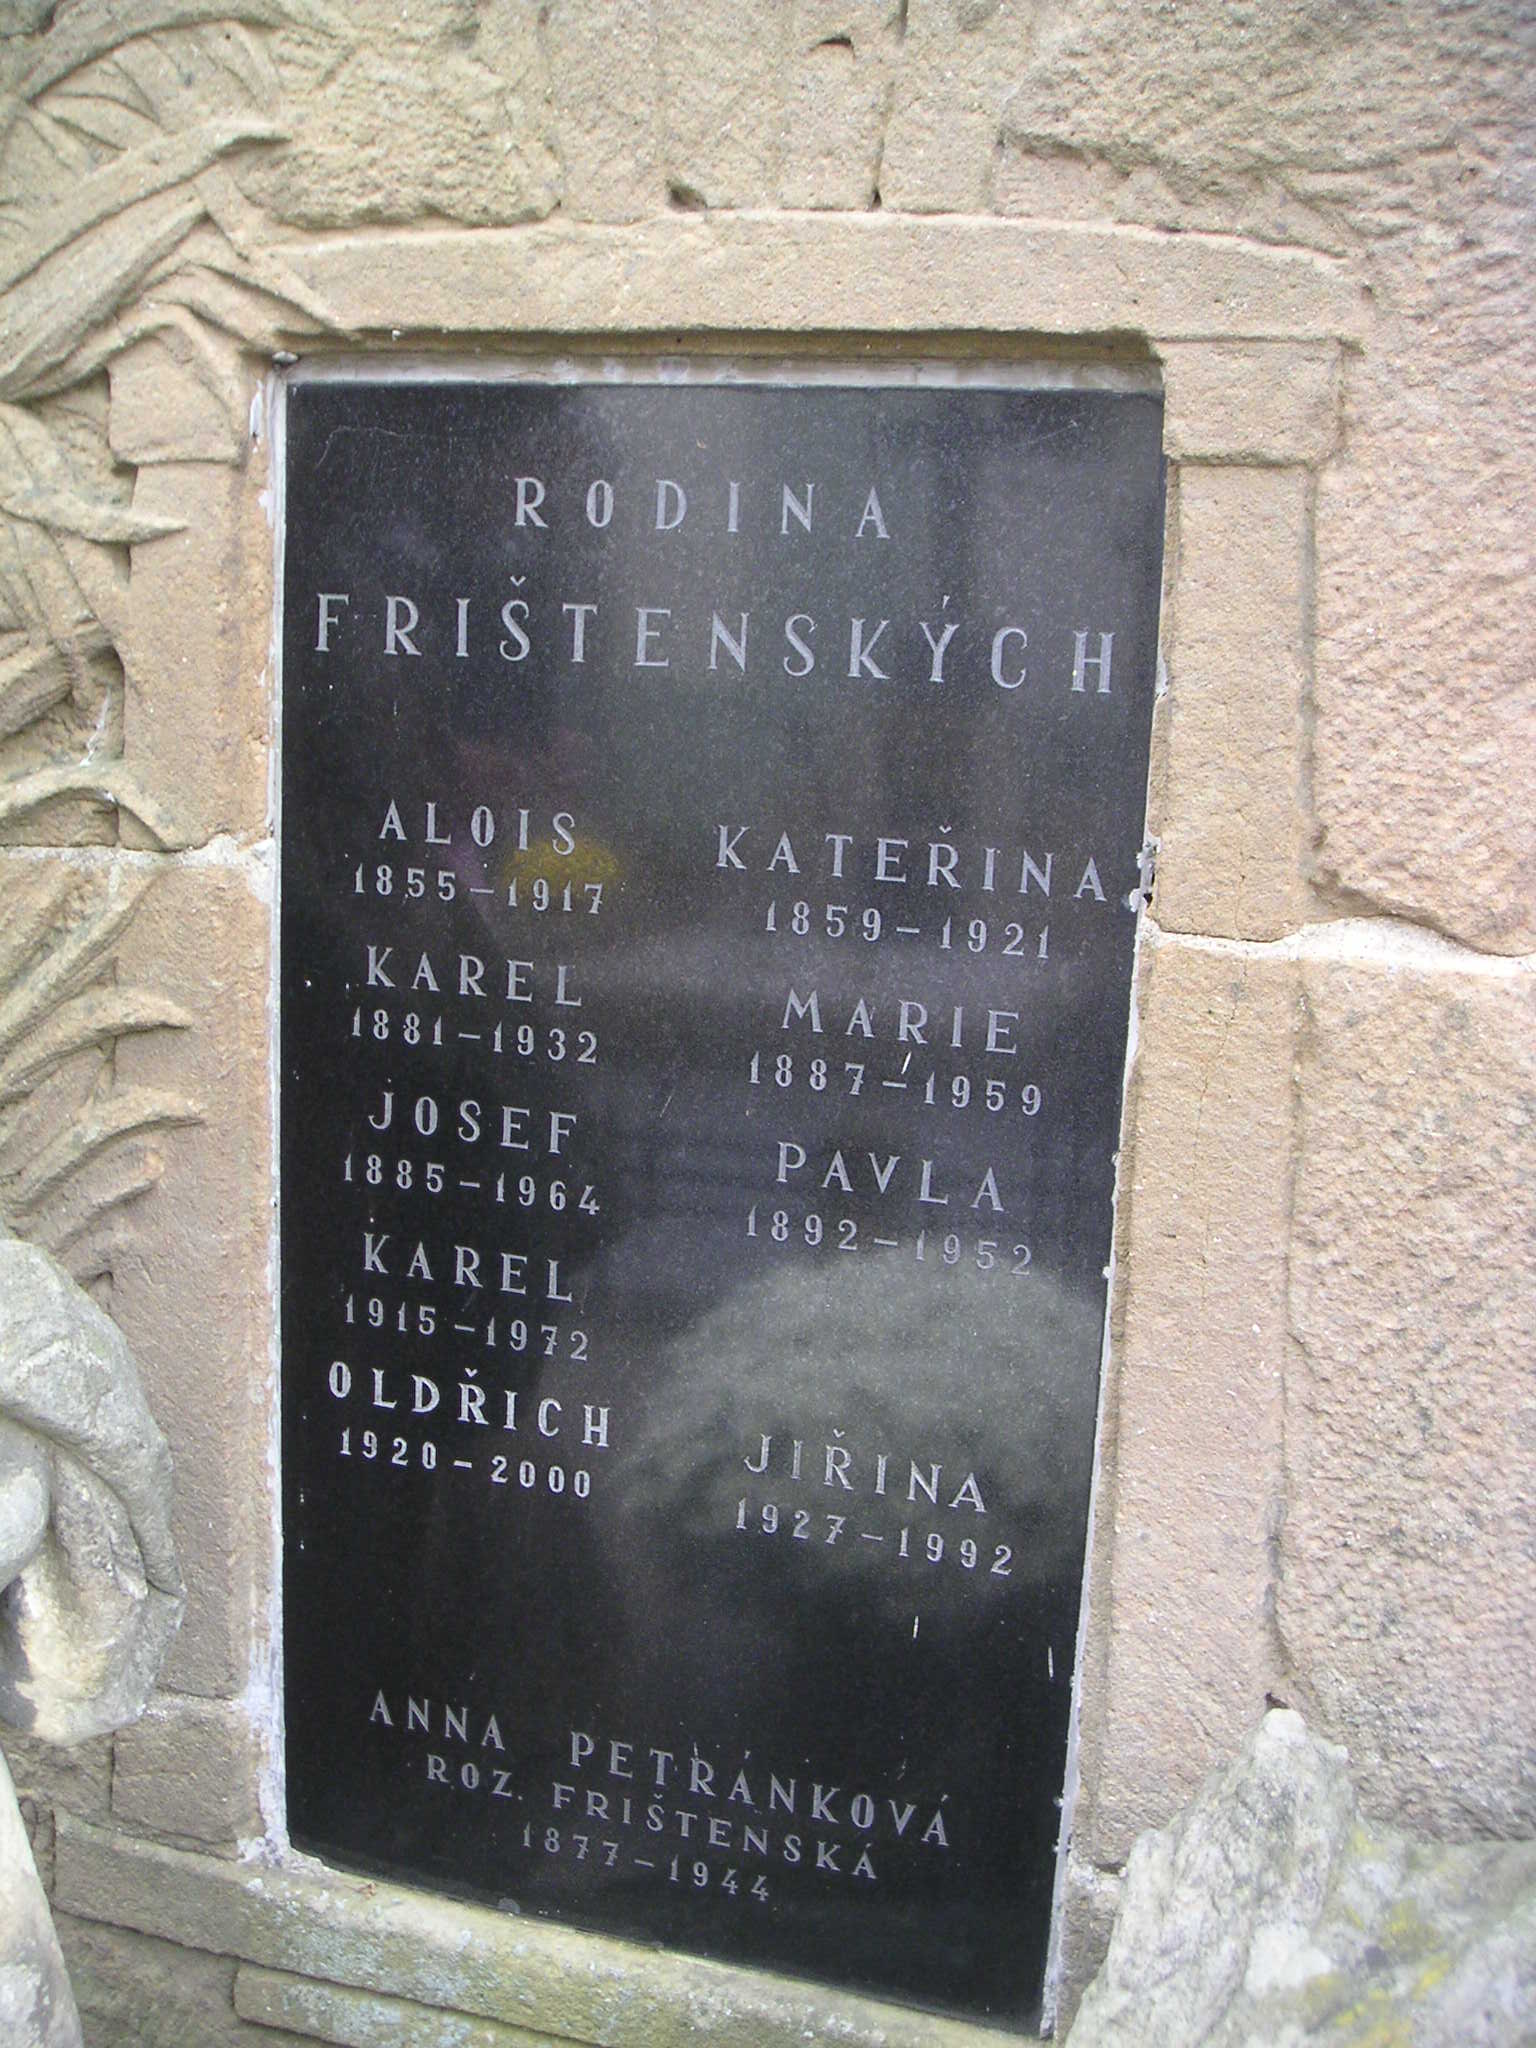 RODINA
FRIŠTENSKÝCH
ALOIS
1855-1917
KATEŘINA
1859-1921
KAREL
1881-1932
MARIE
1887-1959
JOSEF
1885-1964
PAVLA
1892-1952
KAREL
1915-1972
OLDŘICH
1920-2000
JIŘINA
1927-1992
ANNA PETRÁNKOVÁ
ROZ. FRIŠTENSKÁ
1877-1944